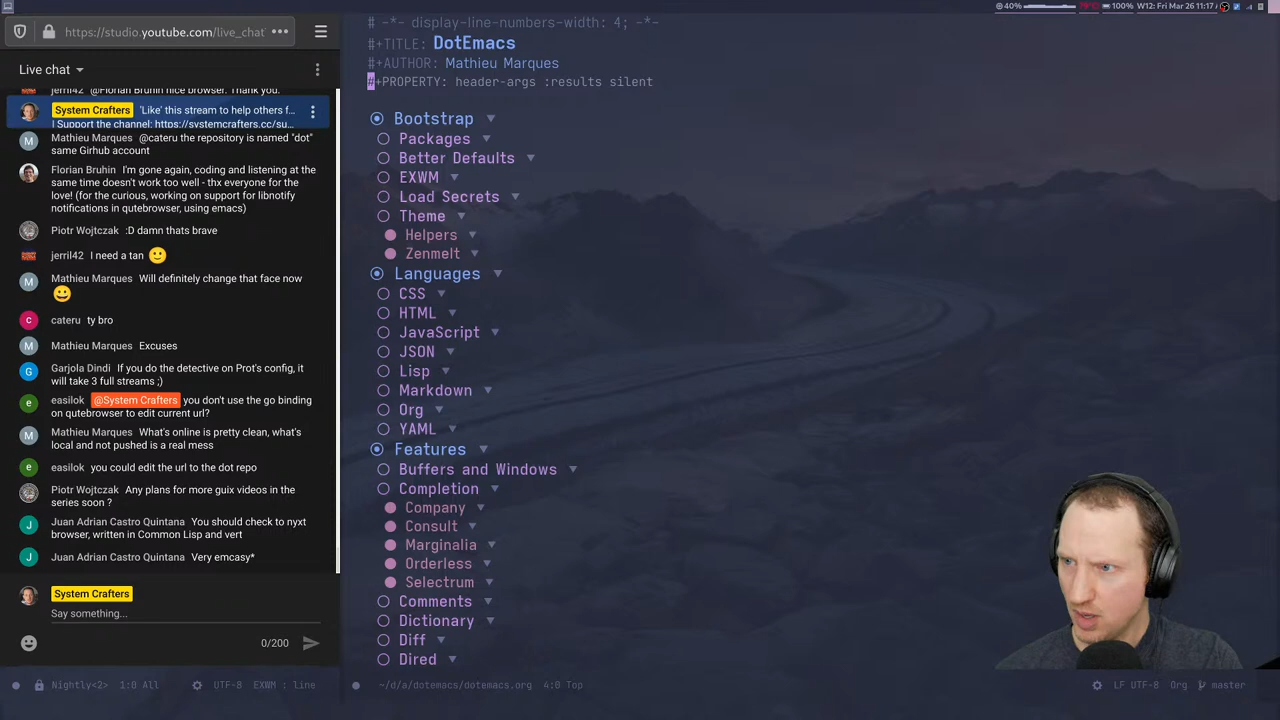 40%
100%
W12: Fri Mar 26 11:17
https://studio.youtube.com/live_chat
Live chat
jerril42 @Florian Bruhin nice browser. Thank you.
System Crafters 'Like' this stream to help others f...
| Support the channel: https://systemcrafters.cc/su...
Mathieu Marques @cateru the repository is named "dot"
same Girhub account
Florian Bruhin I'm gone again, coding and listening at the
same time doesn't work too well - thx everyone for the
love! (for the curious, working on support for libnotify
notifications in qutebrowser, using emacs)
Piotr Wojtczak :D damn thats brave
jerril42 I need a tan
Mathieu Marques Will definitely change that face now
cateru ty bro
Mathieu Marques Excuses
Garjola Dindi If you do the detective on Prot's config, it
will take 3 full streams ;)
easilok @System Crafters you don't use the go binding
on qutebrowser to edit current url?
Mathieu Marques What's online is pretty clean, what's
local and not pushed is a real mess
easilok you could edit the url to the dot repo
Piotr Wojtczak Any plans for more guix videos in the
series soon ?
Juan Adrian Castro Quintana You should check to nyxt
browser, written in Common Lisp and vert
Juan Adrian Castro Quintana Very emcasy*
System Crafters
Say something...
0/200
Nightly<2> 1:0 All
UTF-8 EXWM : line
# -*- display-line-numbers-width: 4; -*-
#+TITLE: DotEmacs
#+AUTHOR: Mathieu Marques
#+PROPERTY: header-args :results silent
Bootstrap
Packages
Better Defaults
EXWM
Load Secrets
Theme
Helpers
Zenmelt
Languages
CSS
HTML
JavaScript
JSON
Lisp
Markdown
Org
YAML
Features
Buffers and Windows
Completion
Company
Consult
Marginalia
Orderless
Selectrum
Comments
Dictionary
Diff
Dired
~/d/a/dotemacs/dotemacs.org 4:0 Top
LF UTF-8 Org master